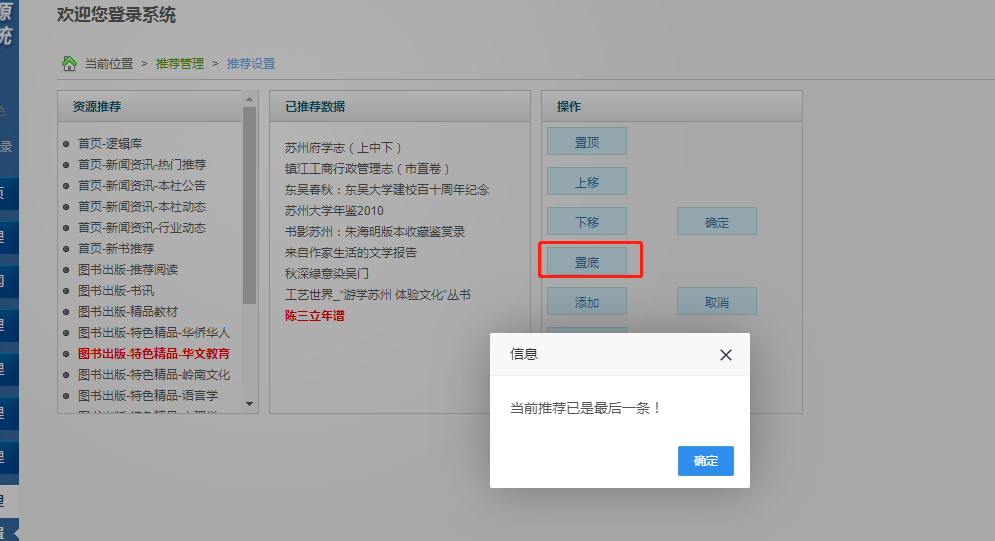 源
统
欢迎您登录系统
当前位置 > 推荐管理 > 推荐设置
色:
录
资源推荐
首页-逻辑库
首页-新闻资讯-热门推荐
首页-新闻资讯-本社公告
首页-新闻资讯-本社动态
首页-新闻资讯-行业动态
首页-新书推荐
图书出版-推荐阅读
图书出版-书讯
图书出版-精品教材
图书出版-特色精品-华侨华人
图书出版-特色精品-华文教育
图书出版-特色精品-岭南文化
图书出版-特色精品-语言学
已推荐数据
苏州府学志（上中下）
镇江工商行政管理志（市直卷）
东吴春秋：东吴大学建校百十周年纪念
苏州大学年鉴2010
书影苏州：朱海明版本收藏鉴赏录
来自作家生活的文学报告
秋深绿意染吴门
工艺世界_“游学苏州 体验文化”丛书
陈三立年谱
操作
置顶
上移
下移
确定
置底
添加
取消
信息
当前推荐已是最后一条！
确定